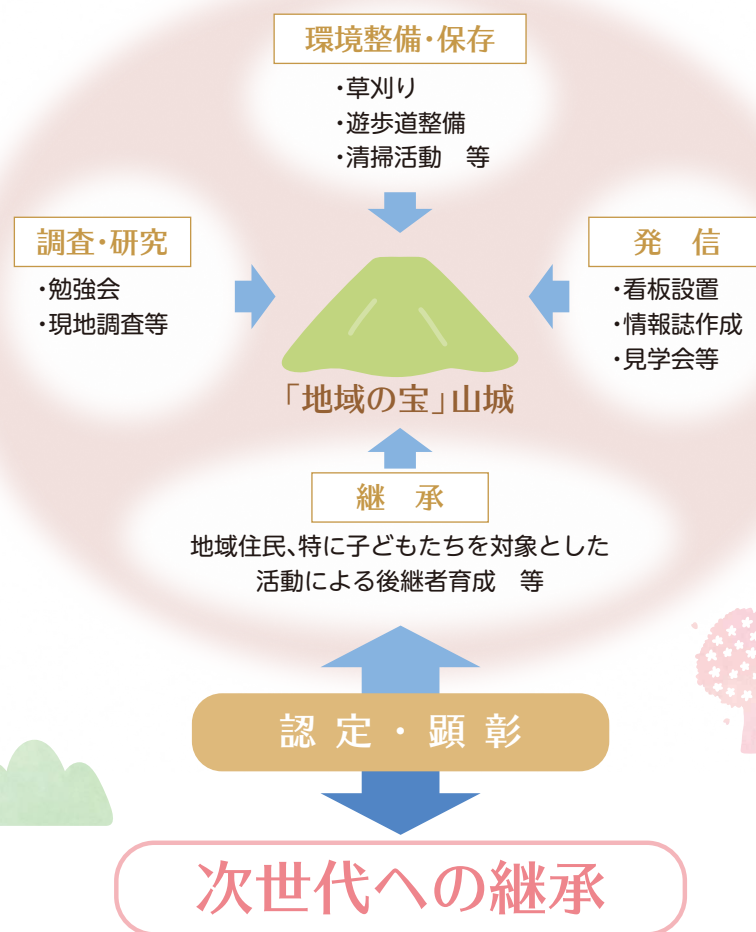 環境整備・保存
・草刈り
・遊歩道整備
・清掃活動　等
調査・研究
・勉強会
・現地調査等
発　信
・看板設置
・情報誌作成
・見学会等
「地域の宝」山城
継　承
地域住民、特に子どもたちを対象とした
活動による後継者育成　等
認 定 ・ 顕 彰
次世代への継承